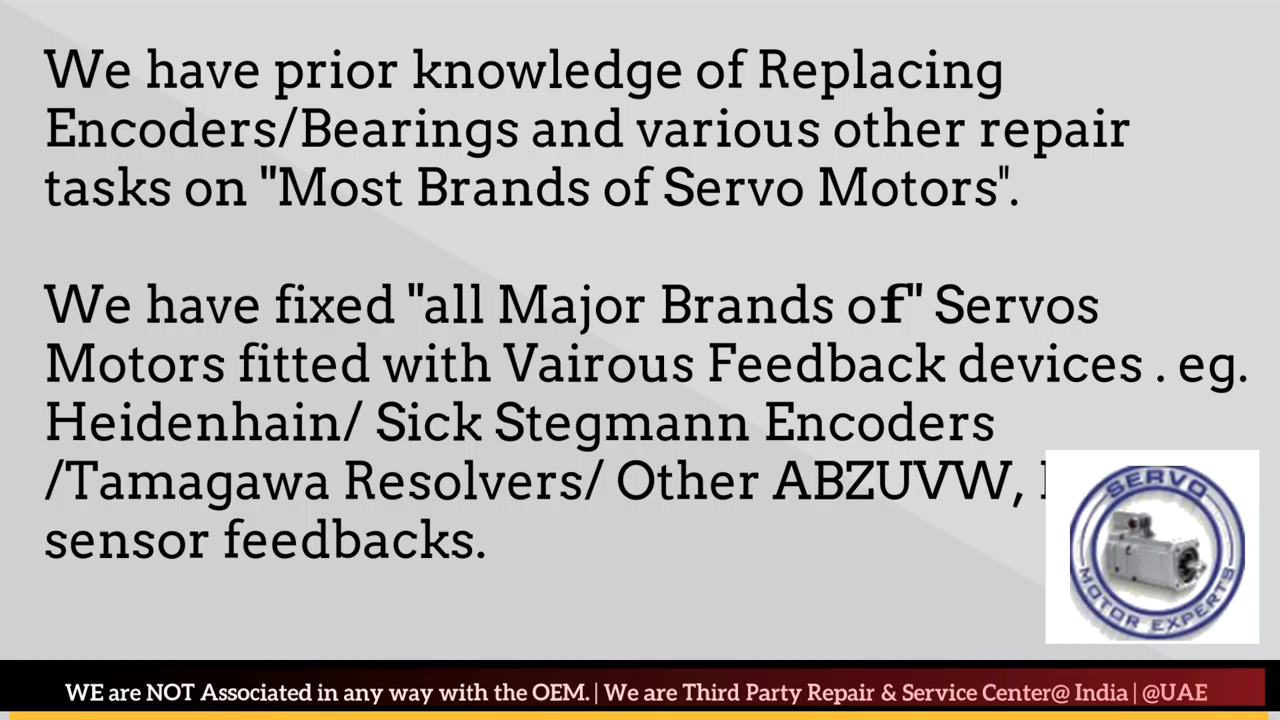 We have prior knowledge of Replacing
Encoders/Bearings and various other repair
tasks on "Most Brands of Servo Motors".
We have fixed "all Major Brands of" Servos
Motors fitted with Vairous Feedback devices . eg.
Heidenhain/ Sick Stegmann Encoders
/Tamagawa Resolvers/ Other ABZUVW,
sensor feedbacks.
SERVO
MOTOR EXPERTS
WE are NOT Associated in any way with the OEM. | We are Third Party Repair & Service Center@ India | @UAE